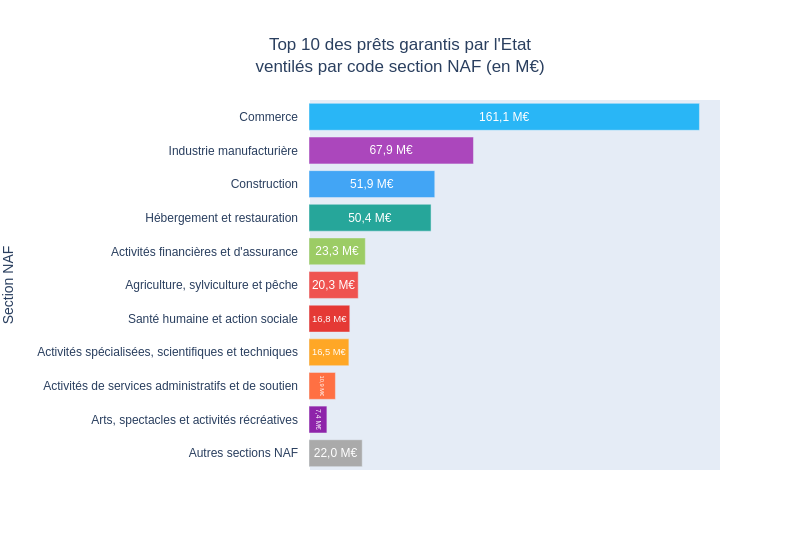 Top 10 des prêts garantis par l'Etat
ventilés par code section NAF (en M€)
Section NAF
Commerce 161,1 M€
Industrie manufacturière 67,9 M€
Construction 51,9 M€
Hébergement et restauration 50,4 M€
Activités financières et d'assurance 23,3 M€
Agriculture, sylviculture et pêche 20,3 M€
Santé humaine et action sociale 16,8 M€
Activités spécialisées, scientifiques et techniques 16,5 M€
Activités de services administratifs et de soutien
Arts, spectacles et activités récréatives 7,4 M€
Autres sections NAF 22,0 M€